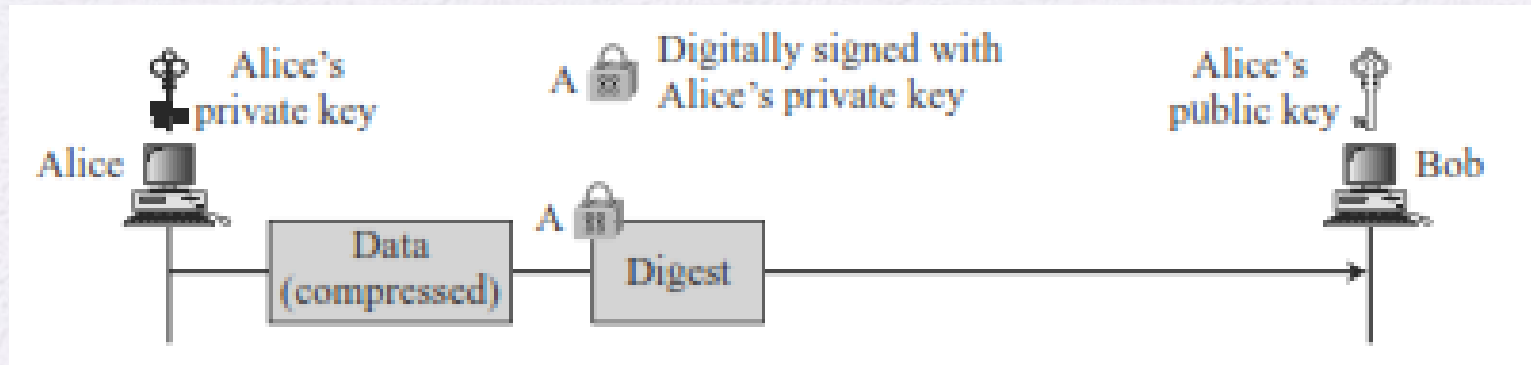 Alice's
private key
A
Digitally signed with
Alice's private key
Alice's
public key
Alice
Bob
A
Data
(compressed)
Digest